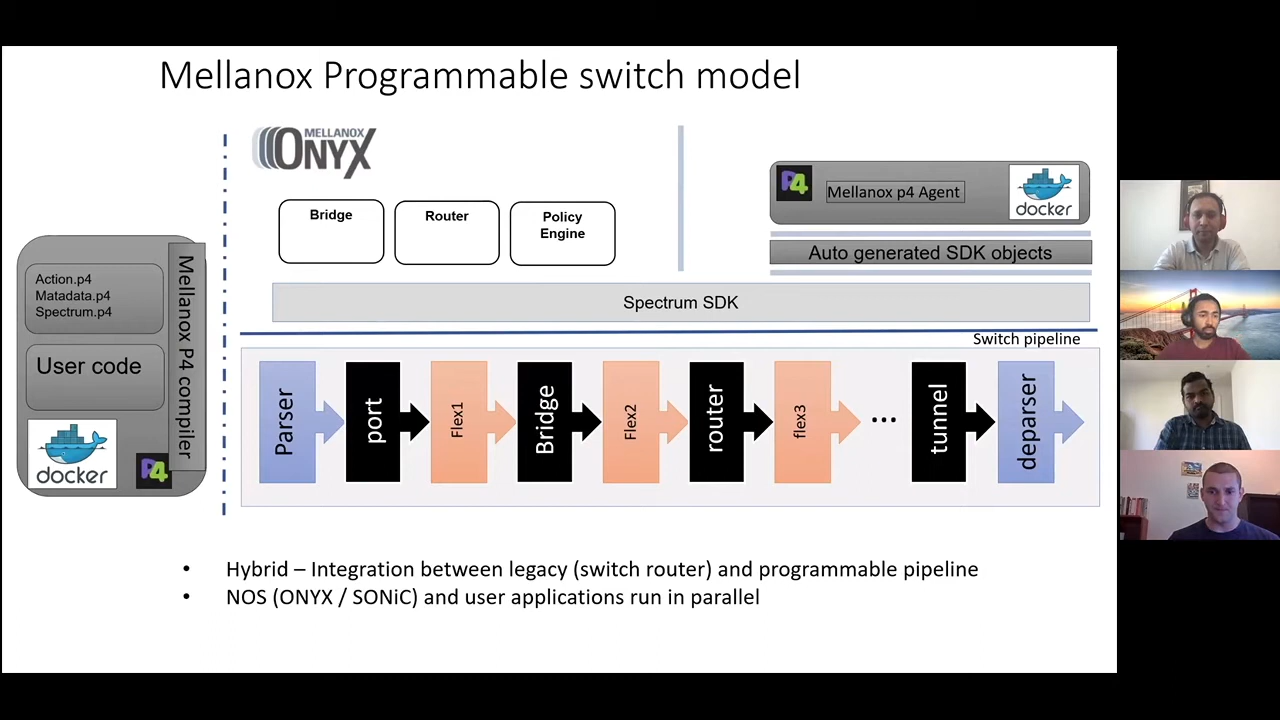 Mellanox Programmable switch model
MELLANOX
ONYX
Bridge
Router
Policy
Engine
P4
Mellanox p4 Agent
docker
Auto generated SDK objects
Spectrum SDK
Action.p4
Matadata.p4
Spectrum.p4
User code
docker
P4
Mellanox P4 compiler
Switch pipeline
Parser
port
Flex1
Bridge
Flex2
router
flex3
...
tunnel
deparser
• Hybrid – Integration between legacy (switch router) and programmable pipeline
• NOS (ONYX / SONiC) and user applications run in parallel